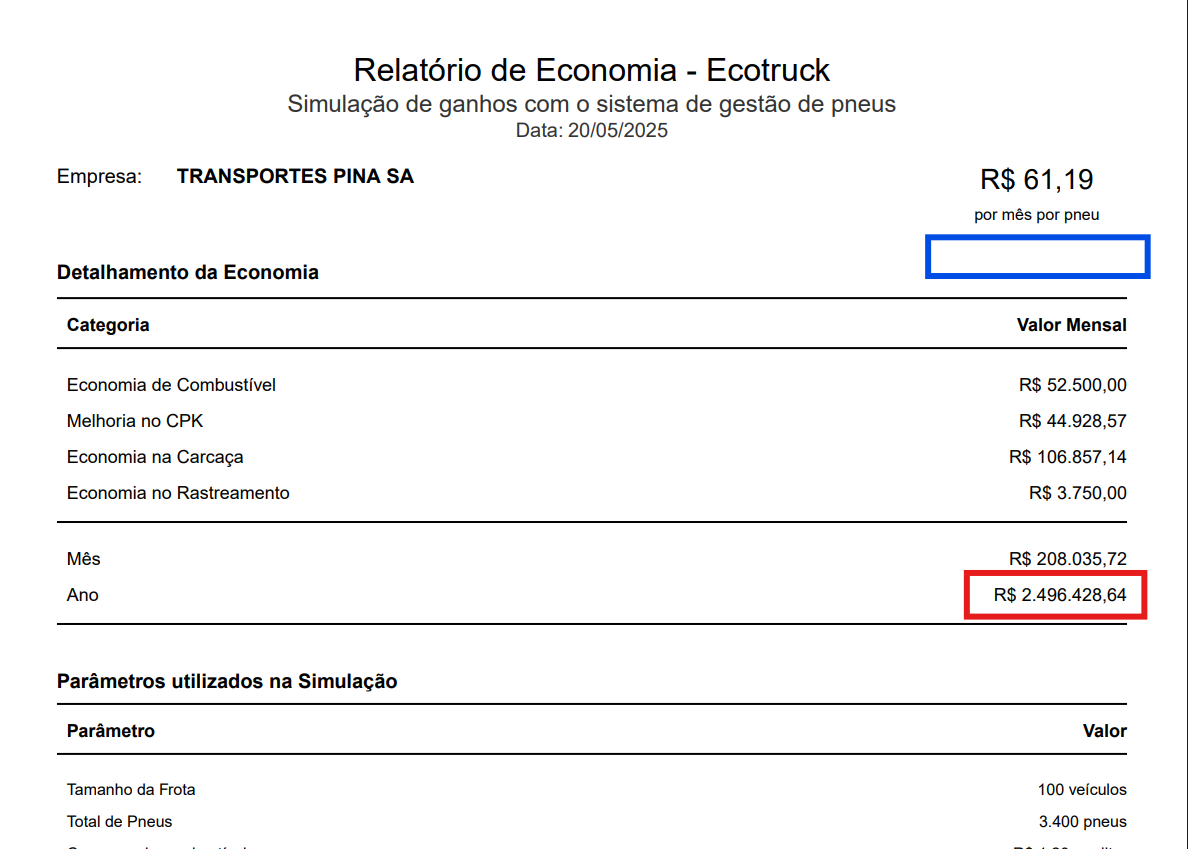 Relatório de Economia - Ecotruck
Simulação de ganhos com o sistema de gestão de pneus
Data: 20/05/2025
Empresa: TRANSPORTES PINA SA
R$ 61,19
por mês por pneu
Detalhamento da Economia
Categoria Valor Mensal
Economia de Combustível R$ 52.500,00
Melhoria no CPK R$ 44.928,57
Economia na Carcaça R$ 106.857,14
Economia no Rastreamento R$ 3.750,00
Mês R$ 208.035,72
Ano R$ 2.496.428,64
Parâmetros utilizados na Simulação
Parâmetro Valor
Tamanho da Frota 100 veículos
Total de Pneus 3.400 pneus